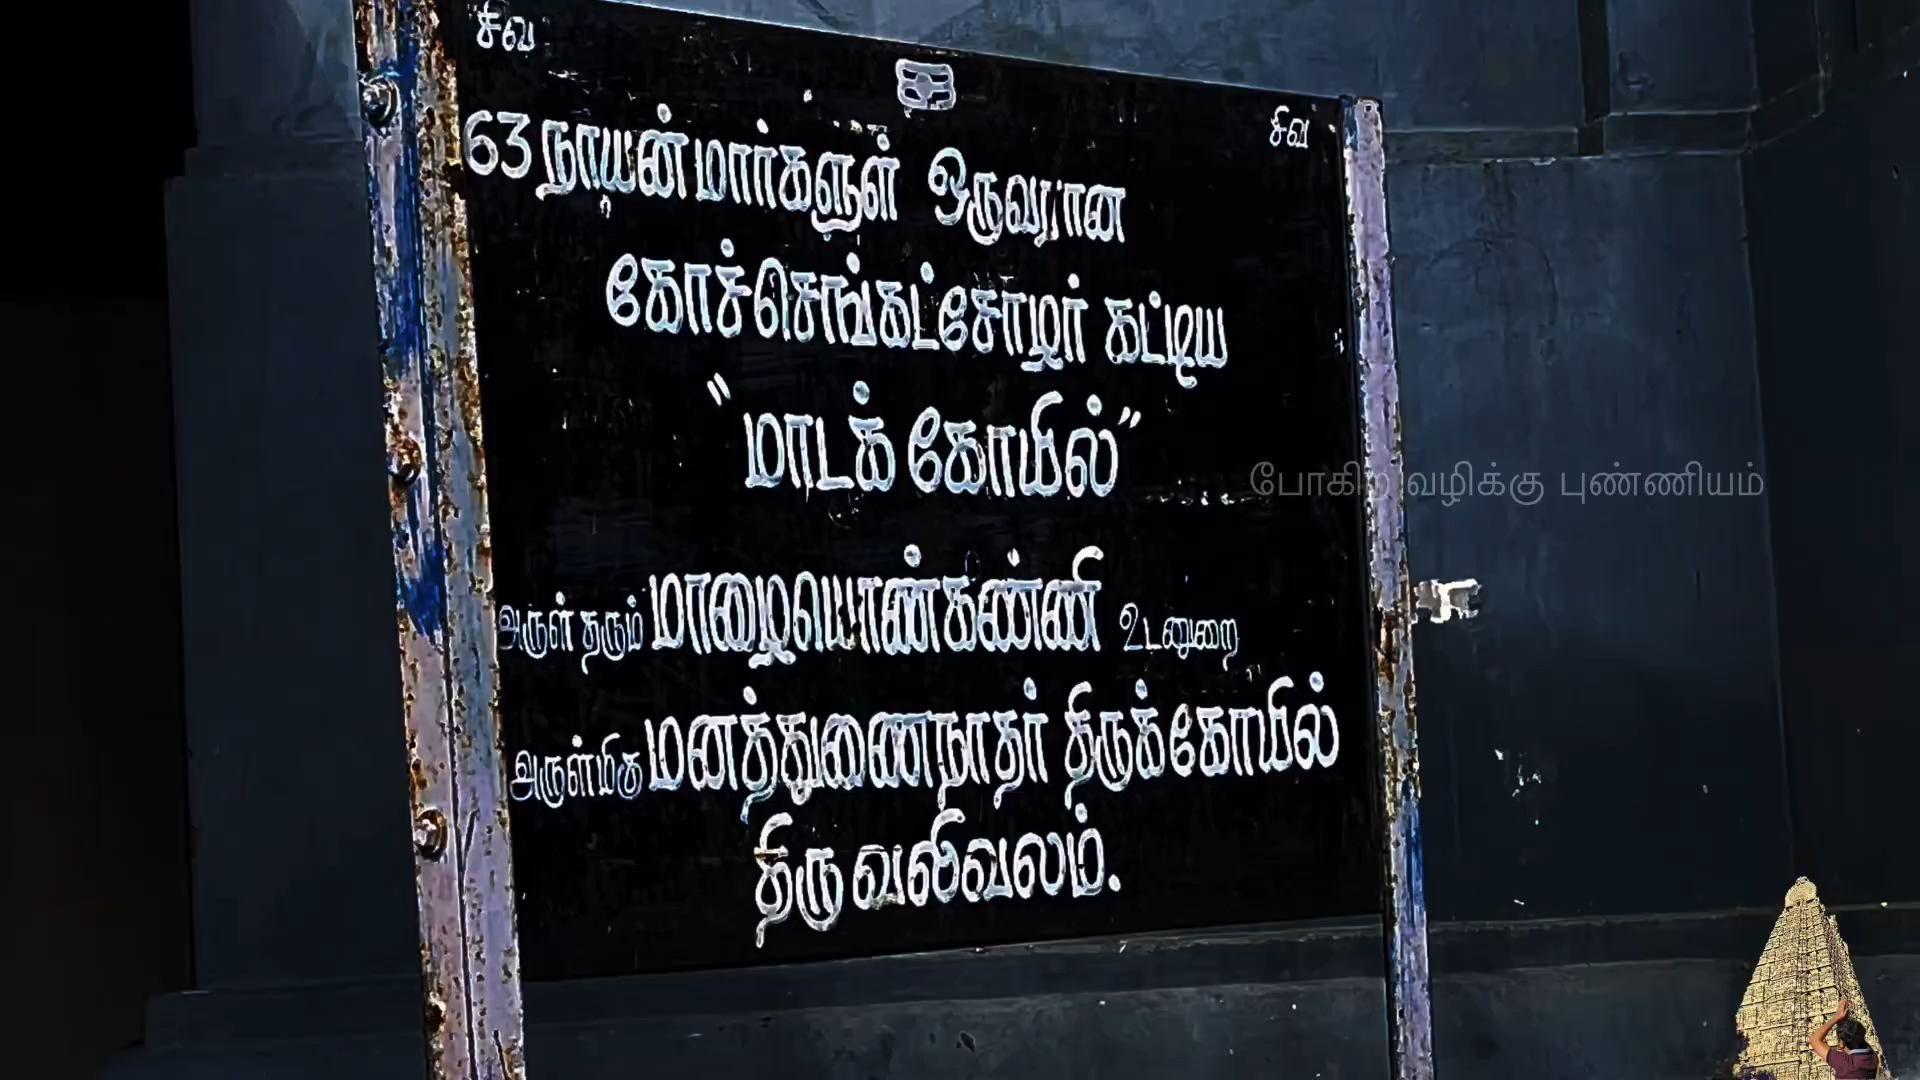 சிவ
உ
சிவ
63 நாயன்மார்களுள் ஒருவரான
கோச்செங்கட்சோழர் கட்டிய
"மாடக் கோயில்"
போகிற வழிக்கு புண்ணியம்
அருள் தரும் மாழையொண்கண்ணி உடனுறை
அருள்மிகு மனத்துணைநாதர் திருக்கோயில்
திருவலிவலம்.